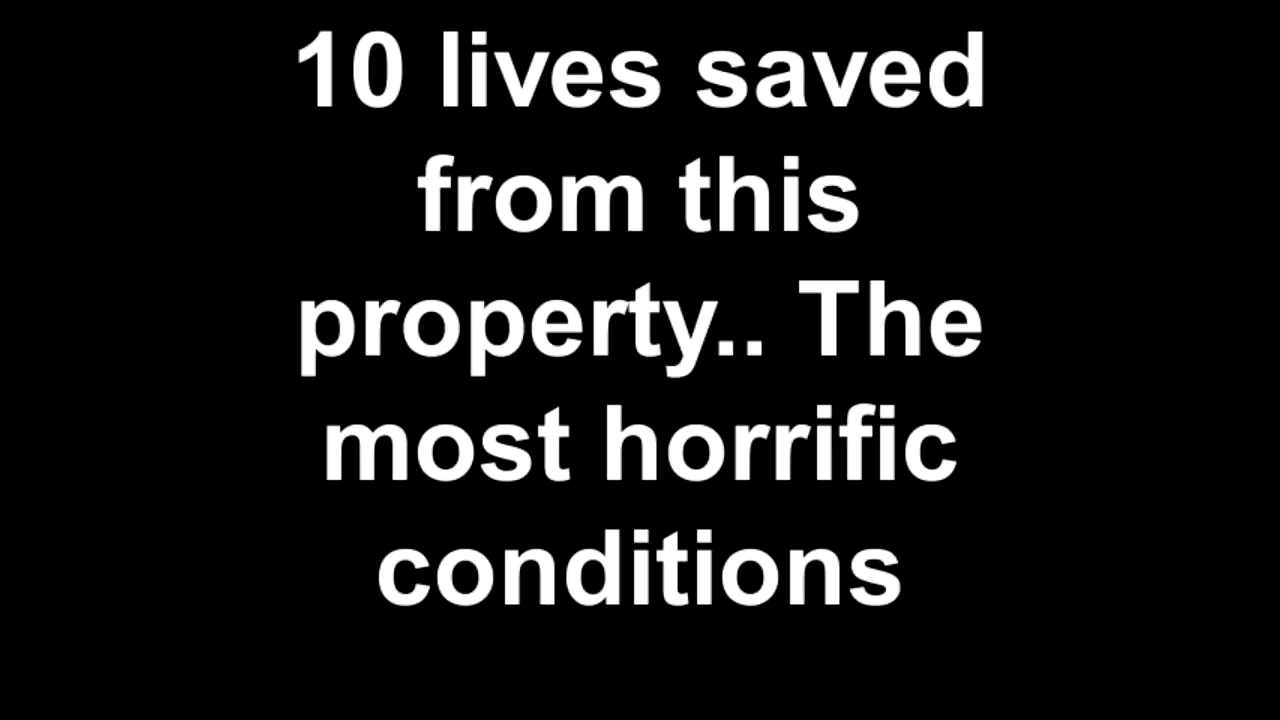 10 lives saved
from this
property.. The
most horrific
conditions